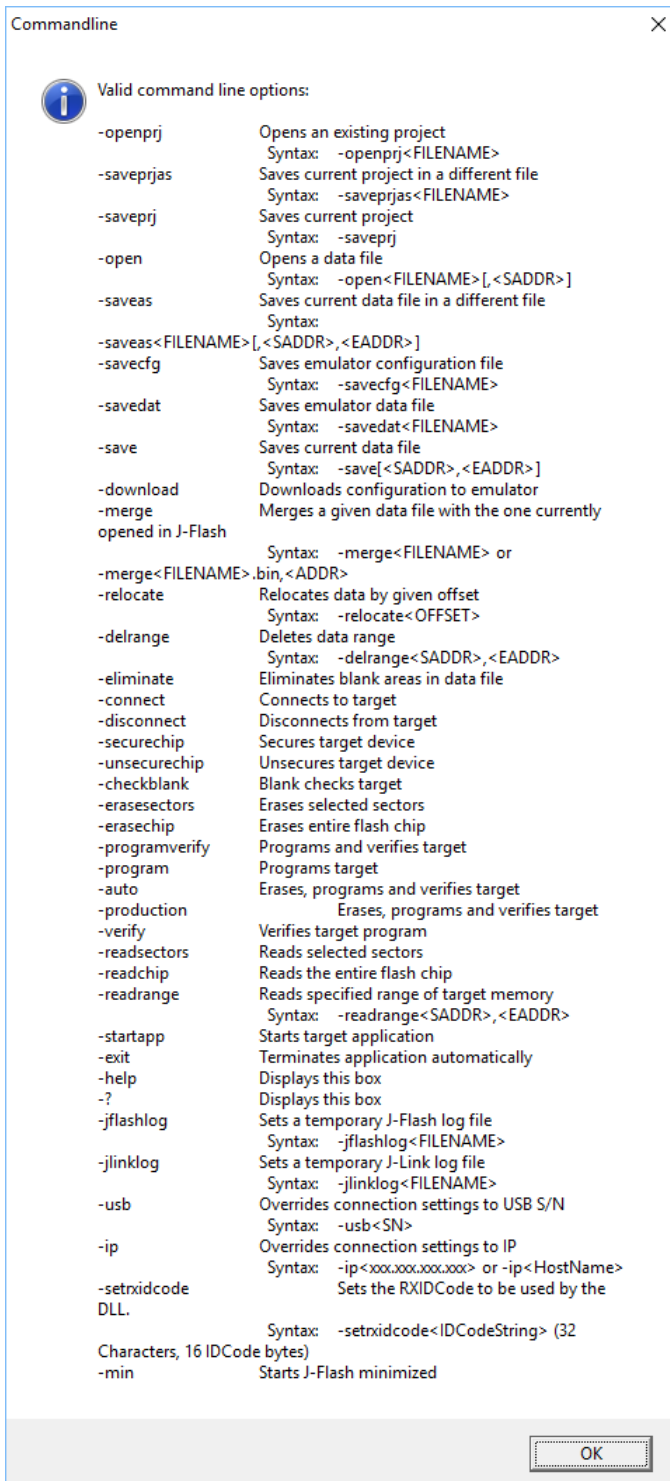 Commandline
Valid command line options:
-openprj Opens an existing project
Syntax: -openprj<FILENAME>
-saveprjas Saves current project in a different file
Syntax: -saveprjas<FILENAME>
-saveprj Saves current project
Syntax: -saveprj
-open Opens a data file
Syntax: -open<FILENAME>[,<SADDR>]
-saveas Saves current data file in a different file
Syntax:
-saveas<FILENAME>[,<SADDR>,<EADDR>]
-savecfg Saves emulator configuration file
Syntax: -savecfg<FILENAME>
-savedat Saves emulator data file
Syntax: -savedat<FILENAME>
-save Saves current data file
Syntax: -save[<SADDR>,<EADDR>]
-download Downloads configuration to emulator
-merge Merges a given data file with the one currently
opened in J-Flash
Syntax: -merge<FILENAME> or
-merge<FILENAME>.bin,<ADDR>
-relocate Relocates data by given offset
Syntax: -relocate<OFFSET>
-delrange Deletes data range
Syntax: -delrange<SADDR>,<EADDR>
-eliminate Eliminates blank areas in data file
-connect Connects to target
-disconnect Disconnects from target
-securechip Secures target device
-unsecurechip Unsecures target device
-checkblank Blank checks target
-erasesectors Erases selected sectors
-erasechip Erases entire flash chip
-programverify Programs and verifies target
-program Programs target
-auto Erases, programs and verifies target
-production Erases, programs and verifies target
-verify Verifies target program
-readsectors Reads selected sectors
-readchip Reads the entire flash chip
-readrange Reads specified range of target memory
Syntax: -readrange<SADDR>,<EADDR>
-startapp Starts target application
-exit Terminates application automatically
-help Displays this box
-? Displays this box
-jflashlog Sets a temporary J-Flash log file
Syntax: -jflashlog<FILENAME>
-jlinklog Sets a temporary J-Link log file
Syntax: -jlinklog<FILENAME>
-usb Overrides connection settings to USB S/N
Syntax: -usb<SN>
-ip Overrides connection settings to IP
Syntax: -ip<xxx.xxx.xxx.xxx> or -ip<HostName>
-setrxidcode Sets the RXIDCode to be used by the
DLL.
Syntax: -setrxidcode<IDCodeString> (32
Characters, 16 IDCode bytes)
-min Starts J-Flash minimized
OK